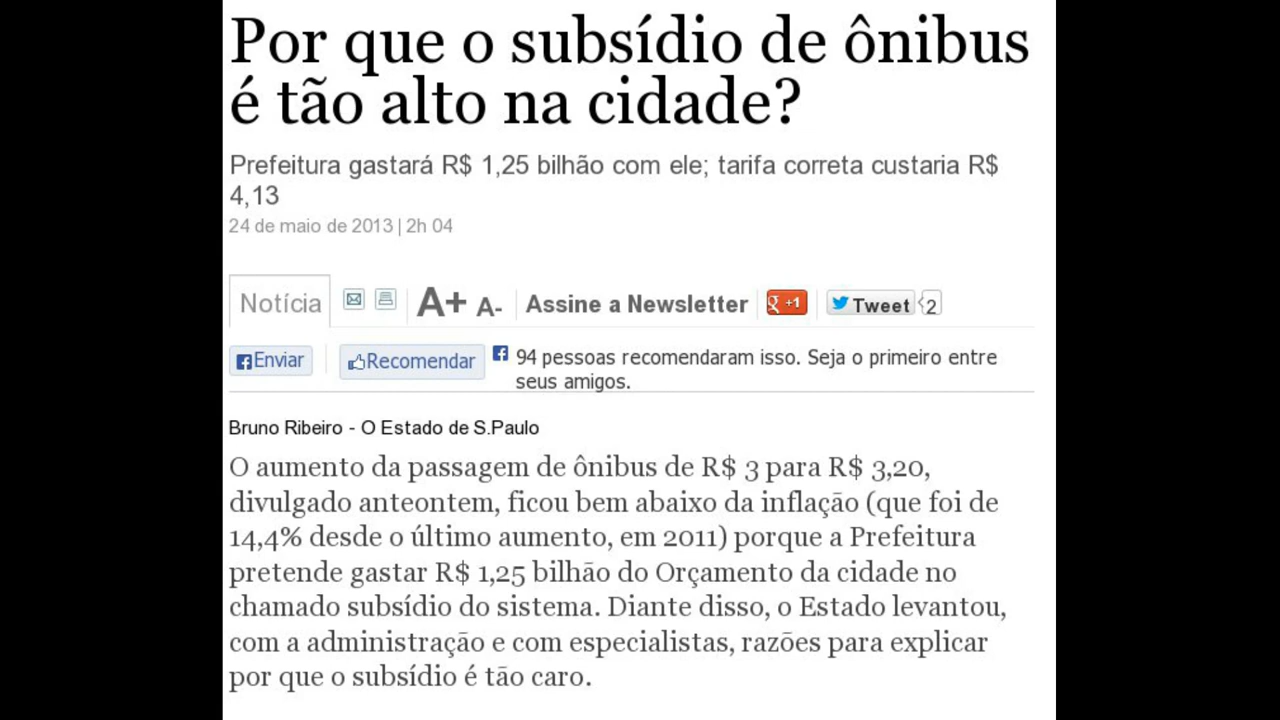 Por que o subsídio de ônibus
é tão alto na cidade?
Prefeitura gastará R$ 1,25 bilhão com ele; tarifa correta custaria R$
4,13
24 de maio de 2013 | 2h 04
Notícia A+ A- Assine a Newsletter g +1 Tweet 2
Enviar Recomendar 94 pessoas recomendaram isso. Seja o primeiro entre
seus amigos.
Bruno Ribeiro - O Estado de S.Paulo
O aumento da passagem de ônibus de R$ 3 para R$ 3,20,
divulgado anteontem, ficou bem abaixo da inflação (que foi de
14,4% desde o último aumento, em 2011) porque a Prefeitura
pretende gastar R$ 1,25 bilhão do Orçamento da cidade no
chamado subsídio do sistema. Diante disso, o Estado levantou,
com a administração e com especialistas, razões para explicar
por que o subsídio é tão caro.